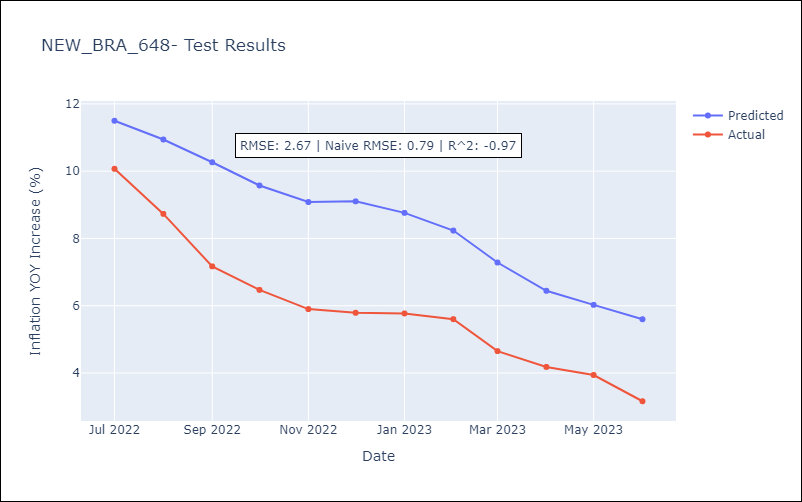 NEW_BRA_648- Test Results
12
10
8
6
4
Inflation YOY Increase (%)
RMSE: 2.67 | Naive RMSE: 0.79 | R^2: -0.97
Predicted
Actual
Jul 2022 Sep 2022 Nov 2022 Jan 2023 Mar 2023 May 2023
Date